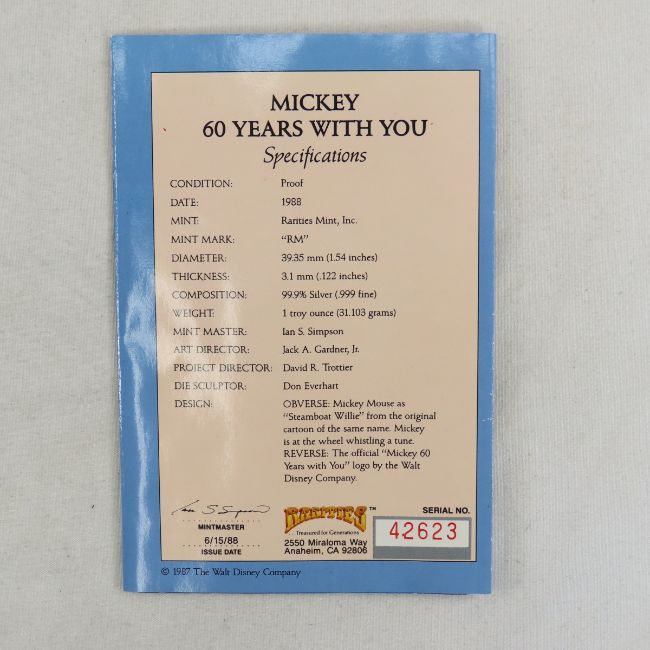 MICKEY
60 YEARS WITH YOU
Specifications
CONDITION: Proof
DATE: 1988
MINT: Rarities Mint, Inc.
MINT MARK: "RM"
DIAMETER: 39.35 mm (1.54 inches)
THICKNESS: 3.1 mm (.122 inches)
COMPOSITION: 99.9% Silver (.999 fine)
WEIGHT: 1 troy ounce (31.103 grams)
MINT MASTER: Ian S. Simpson
ART DIRECTOR: Jack A. Gardner, Jr.
PROJECT DIRECTOR: David R. Trottier
DIE SCULPTOR: Don Everhart
DESIGN: OBVERSE: Mickey Mouse as
"Steamboat Willie" from the original
cartoon of the same name. Mickey
is at the wheel whistling a tune.
REVERSE: The official "Mickey 60
Years with You" logo by the Walt
Disney Company.
Ian S Simpson
MINTMASTER
6/15/88
ISSUE DATE
RARITIES™
Treasured for Generations
2550 Miraloma Way
Anaheim, CA 92806
SERIAL NO.
42623
© 1987 The Walt Disney Company